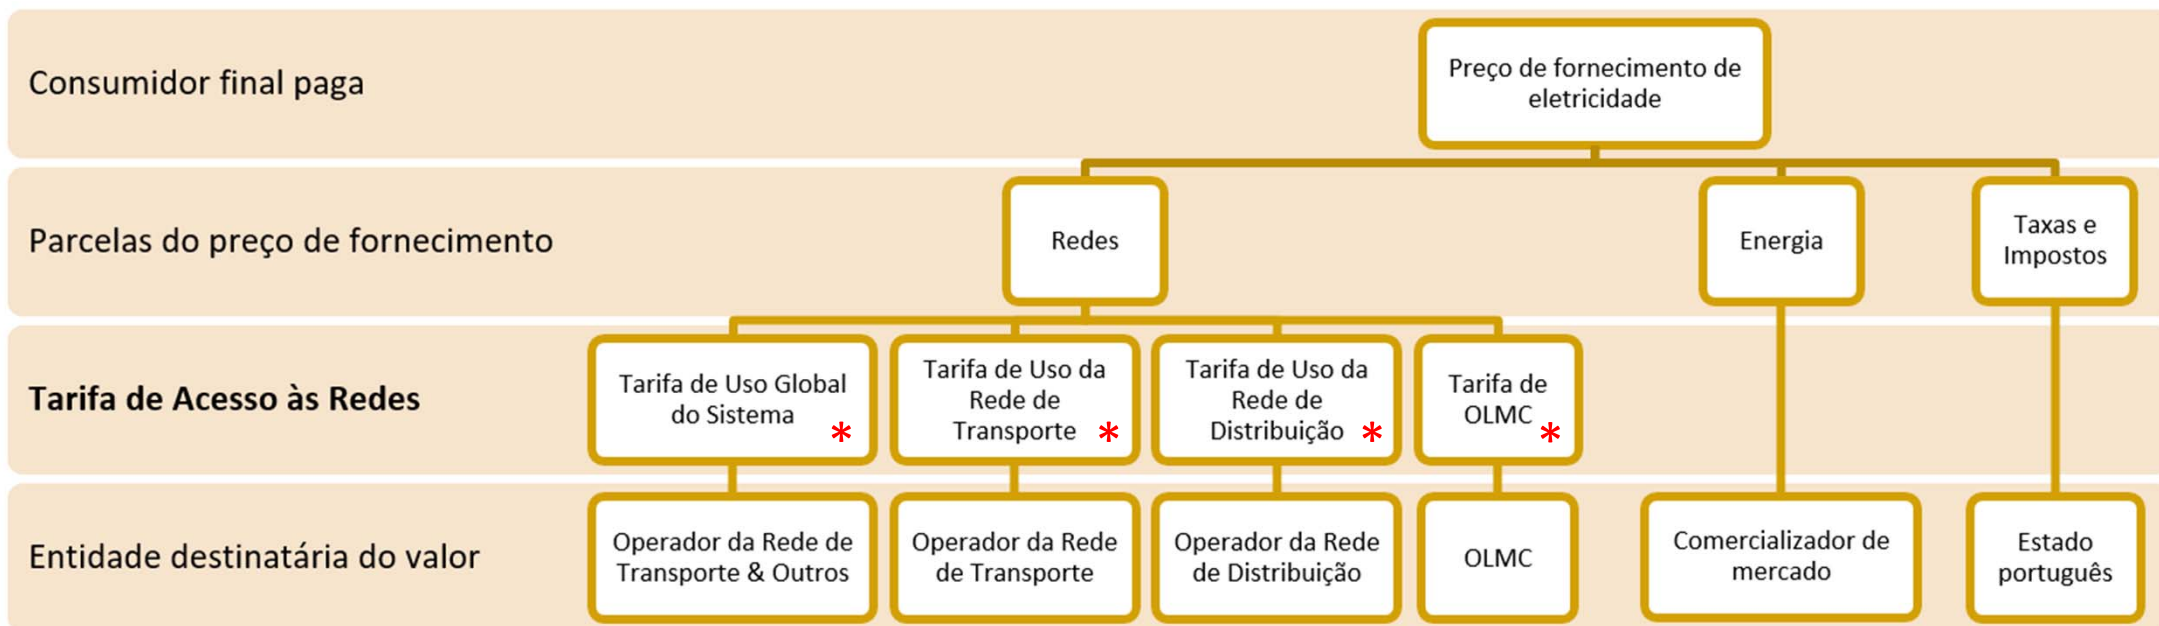 Consumidor final paga
Preço de fornecimento de
eletricidade
Parcelas do preço de fornecimento
Redes
Energia
Taxas e
Impostos
Tarifa de Acesso às Redes
Tarifa de Uso Global
do Sistema *
Tarifa de Uso da
Rede de
Transporte *
Tarifa de Uso da
Rede de
Distribuição *
Tarifa de
OLMC *
Entidade destinatária do valor
Operador da Rede de
Transporte & Outros
Operador da Rede
de Transporte
Operador da Rede
de Distribuição
OLMC
Comercializador de
mercado
Estado
português